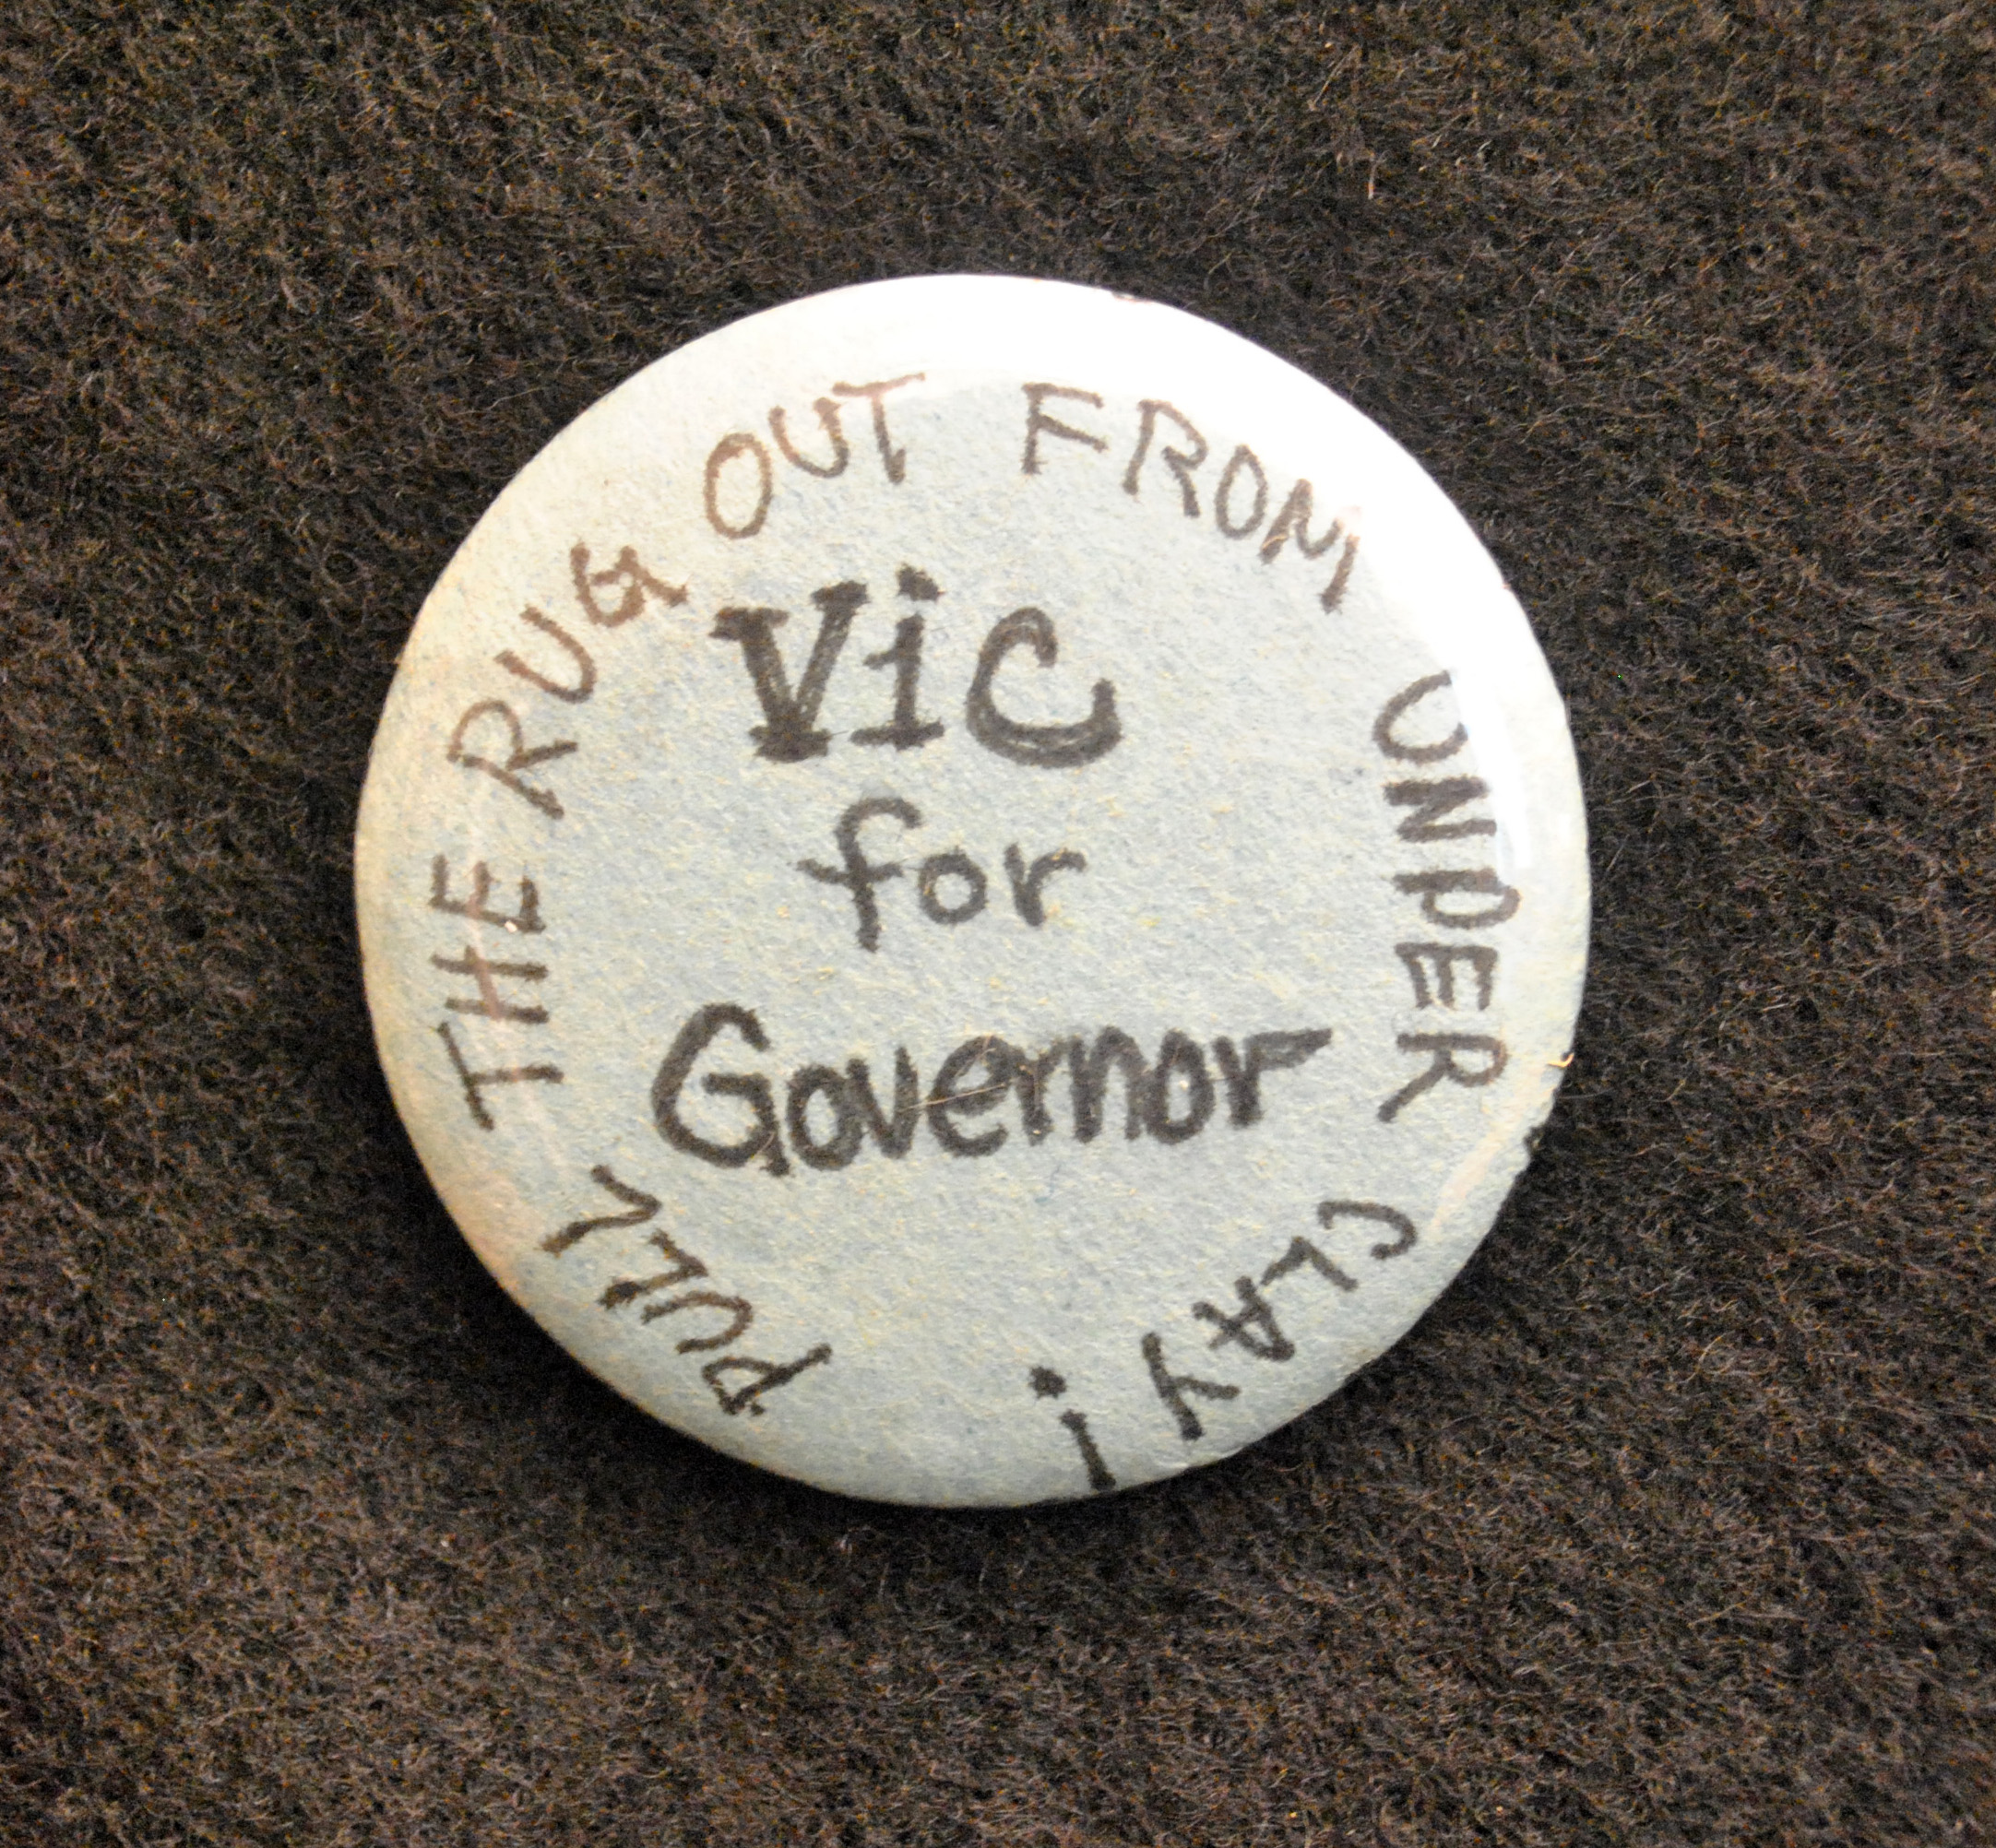 PULL THE RUG OUT FROM UNDER CLAY!
Vic
for
Governor